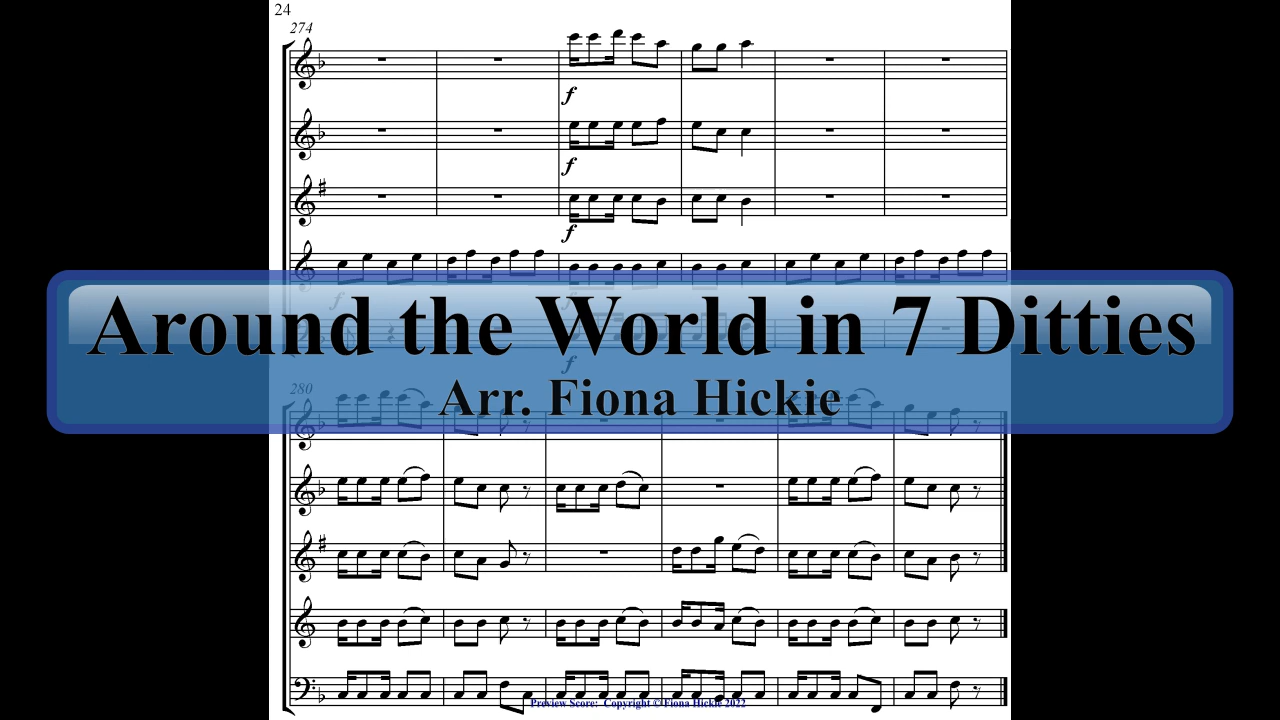 24
274
f
f
f
f
f
Around the World in 7 Ditties
280
Arr. Fiona Hickie
Preview Score: Copyright © Fiona Hickie 2022